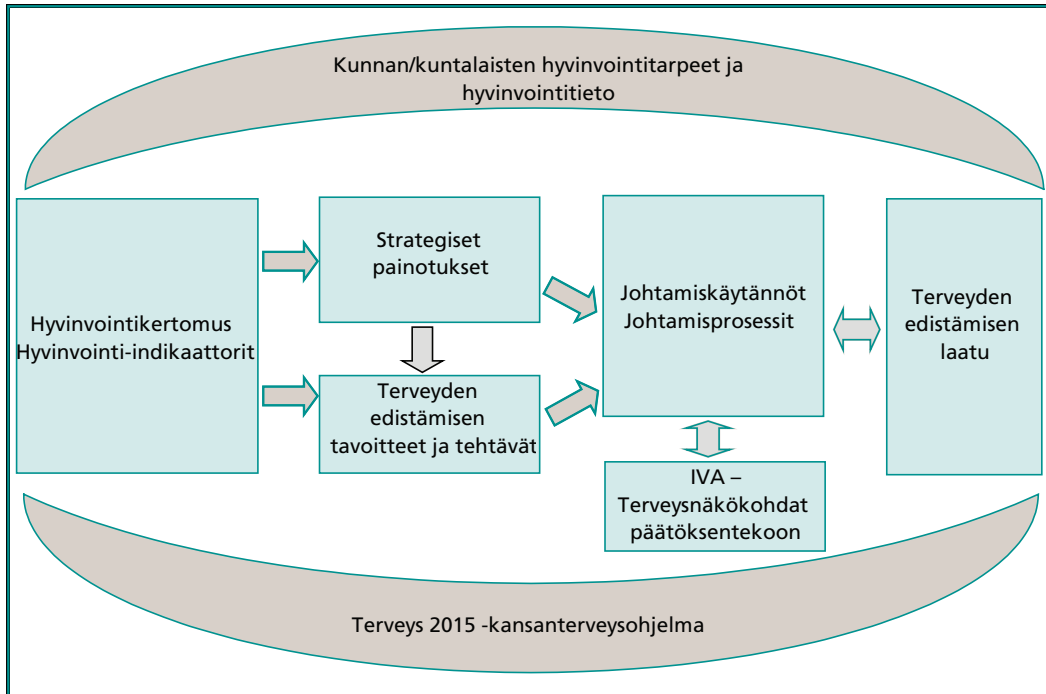 Kunnan/kuntalaisten hyvinvointitarpeet ja
hyvinvointitieto
Hyvinvointikertomus
Hyvinvointi-indikaattorit
Strategiset
painotukset
Terveyden
edistämisen
tavoitteet ja tehtävät
Johtamiskäytännöt
Johtamisprosessit
IVA –
Terveysnäkökohdat
päätöksentekoon
Terveyden
edistämisen
laatu
Terveys 2015 -kansanterveysohjelma